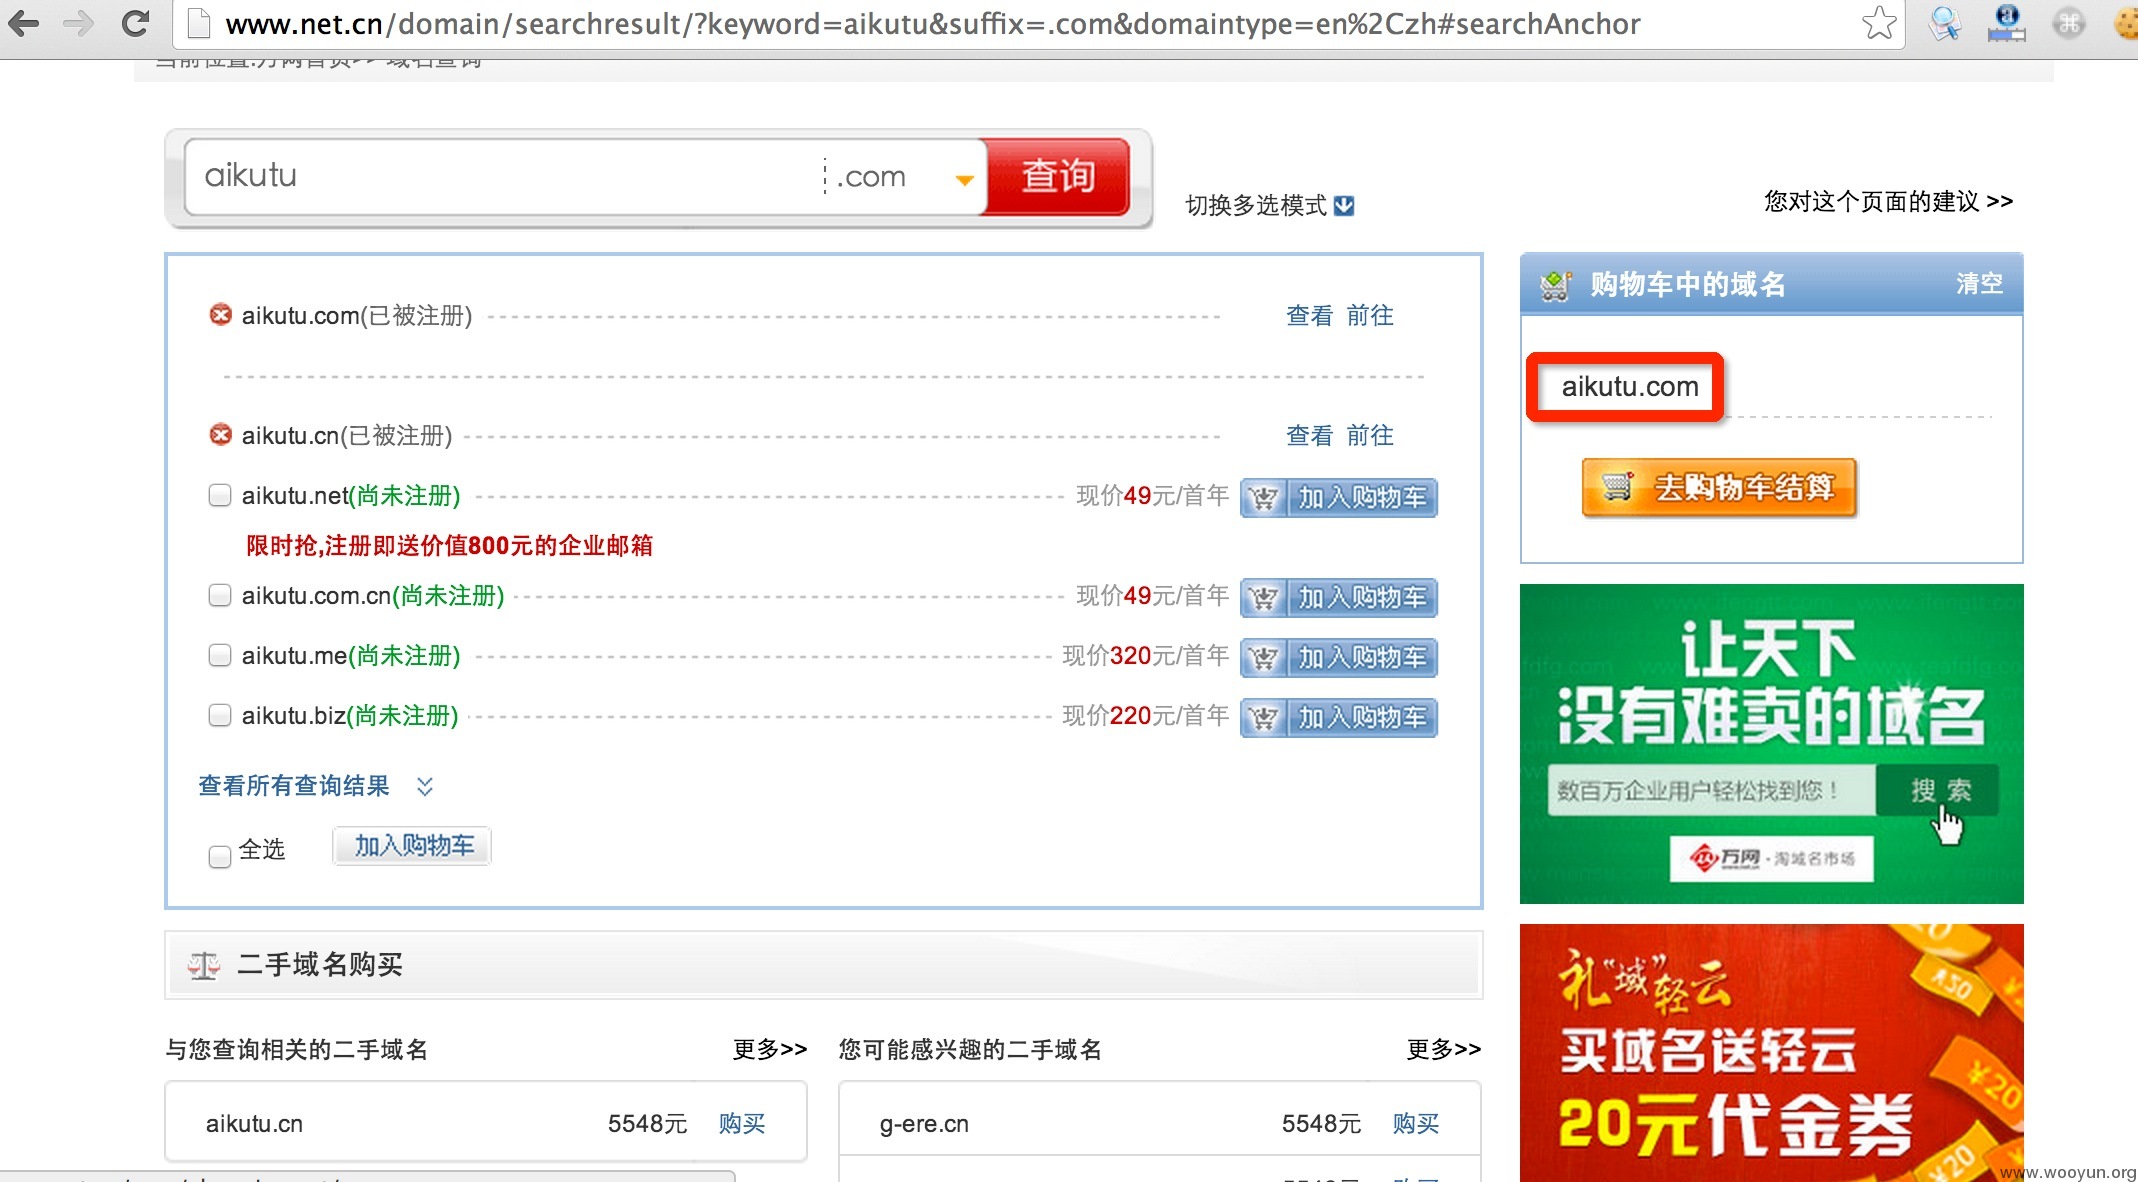 www.net.cn/domain/searchresult/?keyword=aikutu&suffix=.com&domaintype=en%2Czh#searchAnchor
当前位置:万网首页>> 域名查询
aikutu .com 查询
切换多选模式
您对这个页面的建议 >>
aikutu.com(已被注册) 查看 前往
aikutu.cn(已被注册) 查看 前往
aikutu.net(尚未注册) 现价49元/首年 加入购物车
限时抢,注册即送价值800元的企业邮箱
aikutu.com.cn(尚未注册) 现价49元/首年 加入购物车
aikutu.me(尚未注册) 现价320元/首年 加入购物车
aikutu.biz(尚未注册) 现价220元/首年 加入购物车
查看所有查询结果
全选 加入购物车
购物车中的域名 清空
aikutu.com
去购物车结算
让天下
没有难卖的域名
数百万企业用户轻松找到您！ 搜索
万网 - 淘域名市场
礼“域”轻云
买域名送轻云
20元代金券
二手域名购买
与您查询相关的二手域名 更多>>
aikutu.cn 5548元 购买
您可能感兴趣的二手域名 更多>>
g-ere.cn 5548元 购买
www.wooyun.org